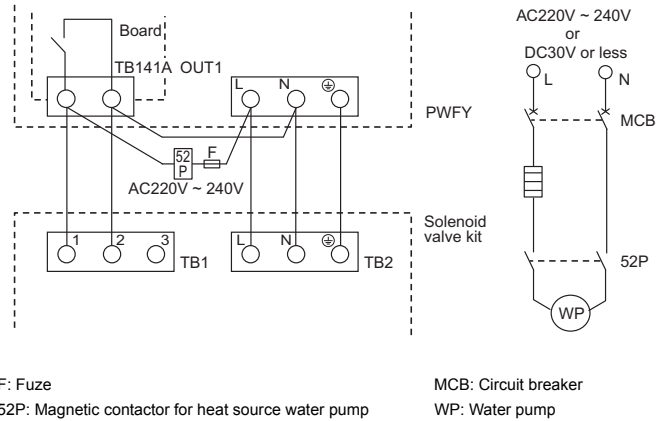 Board
TB141A OUT1
L N
52
P
F
AC220V ~ 240V
PWFY
Solenoid
valve kit
1 2 3
TB1
L N
TB2
AC220V ~ 240V
or
DC30V or less
L N
MCB
52P
WP
F: Fuze
52P: Magnetic contactor for heat source water pump
MCB: Circuit breaker
WP: Water pump